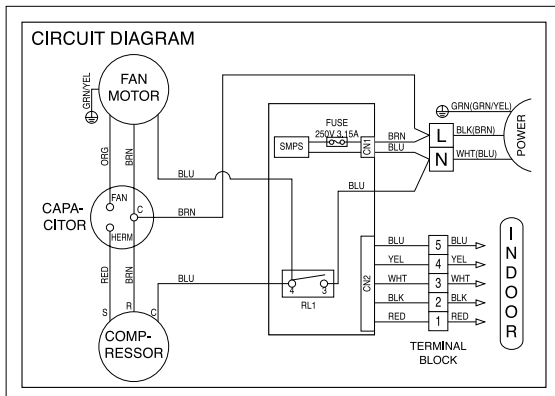 CIRCUIT DIAGRAM
FAN
MOTOR
GRN/YEL
ORG
BRN
BLU
FAN
C
HERM
CAPA-
CITOR
BRN
RED
BRN
BLU
S
R
C
COMP-
RESSOR
FUSE
250V 3.15A
SMPS
CN1
BRN
BLU
BLU
4
3
RL1
CN2
L
N
GRN(GRN/YEL)
BLK(BRN)
WHT(BLU)
POWER
BLU 5 BLU
YEL 4 YEL
WHT 3 WHT
BLK 2 BLK
RED 1 RED
TERMINAL
BLOCK
INDOOR